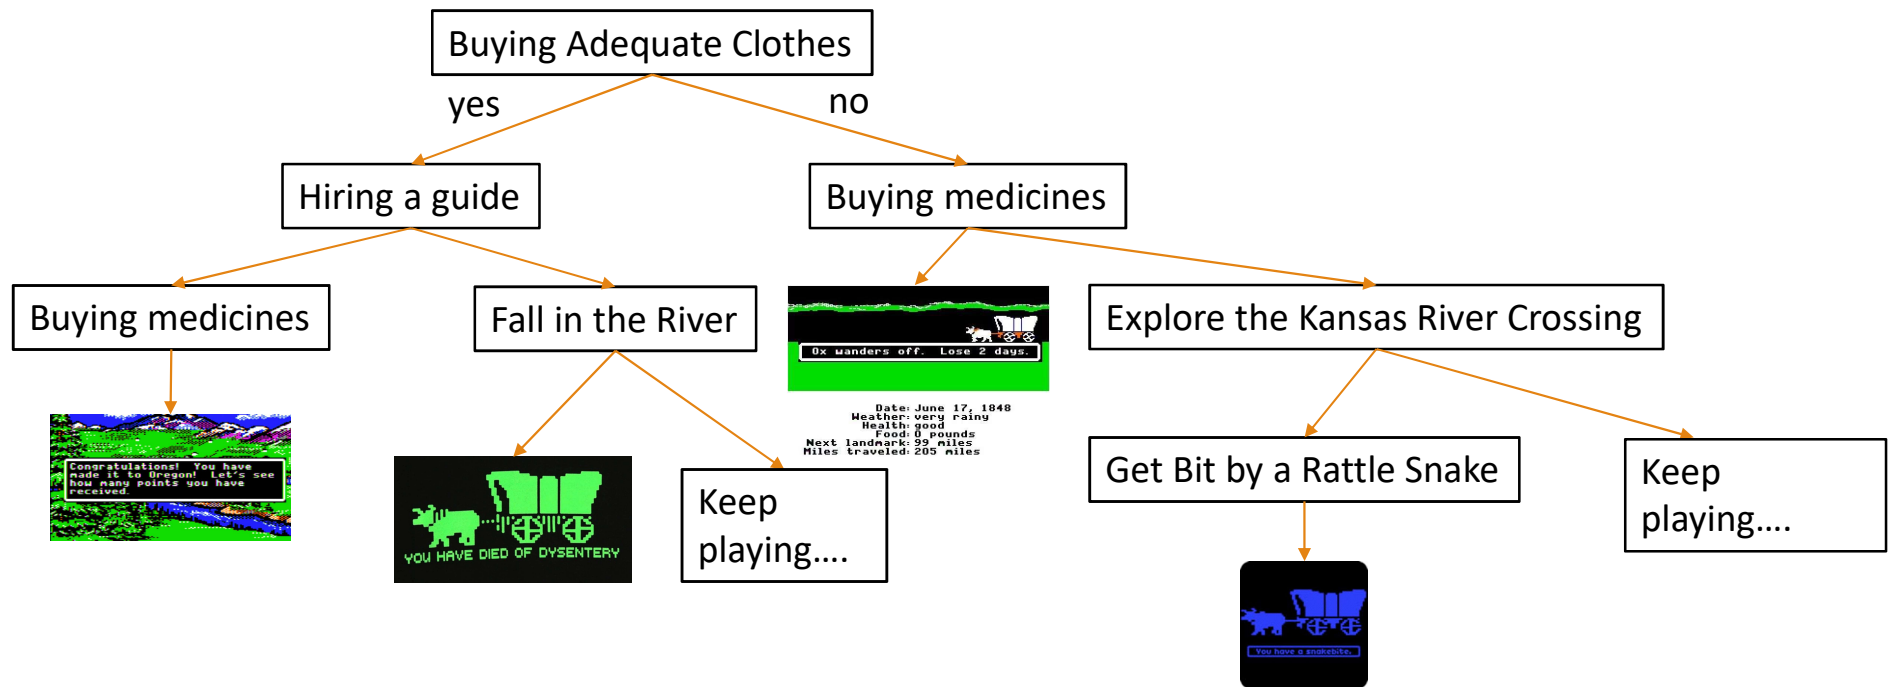 Buying Adequate Clothes
yes
no
Hiring a guide
Buying medicines
Buying medicines
Fall in the River
Ox wanders off. Lose 2 days.
Date: June 17, 1848
Weather: very rainy
Health: good
Food: 0 pounds
Next landmark: 99 miles
Miles traveled: 205 miles
Explore the Kansas River Crossing
Congratulations! You have
made it to Oregon! Let's see
how many points you have
received.
YOU HAVE DIED OF DYSENTERY
Keep
playing....
Get Bit by a Rattle Snake
Keep
playing....
You have a snakebite.